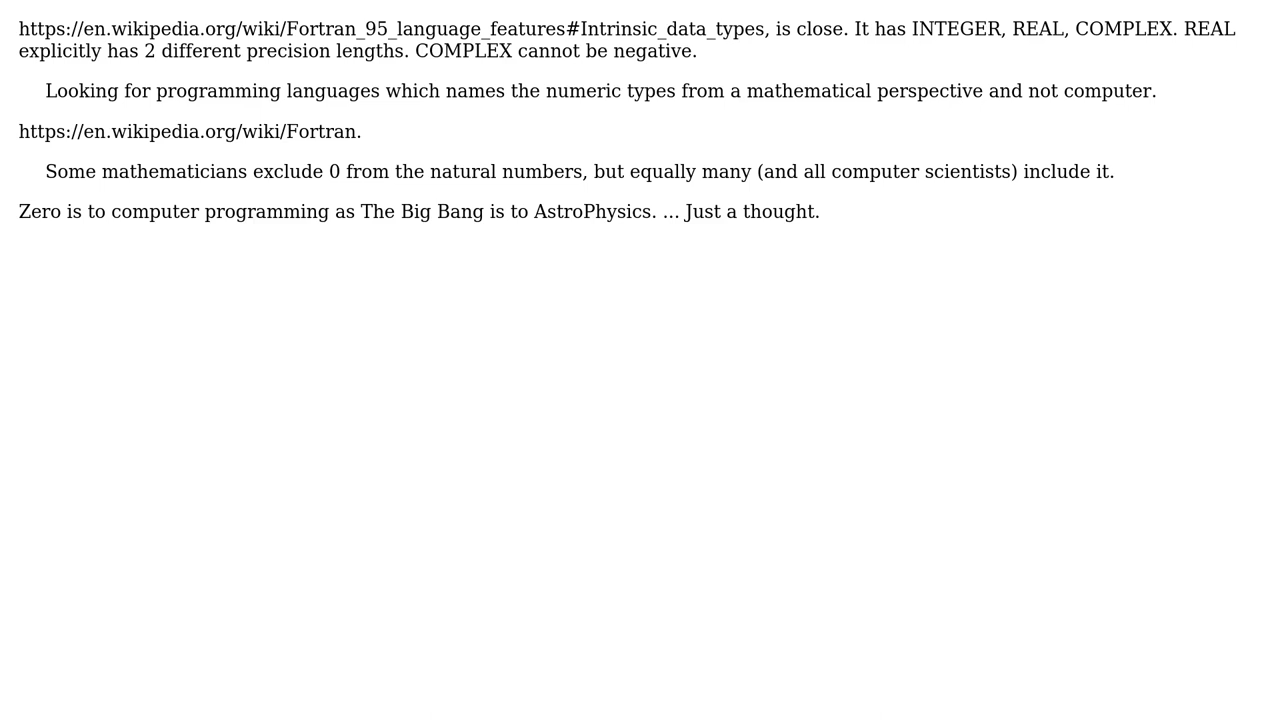 https://en.wikipedia.org/wiki/Fortran_95_language_features#Intrinsic_data_types, is close. It has INTEGER, REAL, COMPLEX. REAL
explicitly has 2 different precision lengths. COMPLEX cannot be negative.
Looking for programming languages which names the numeric types from a mathematical perspective and not computer.
https://en.wikipedia.org/wiki/Fortran.
Some mathematicians exclude 0 from the natural numbers, but equally many (and all computer scientists) include it.
Zero is to computer programming as The Big Bang is to AstroPhysics. ... Just a thought.